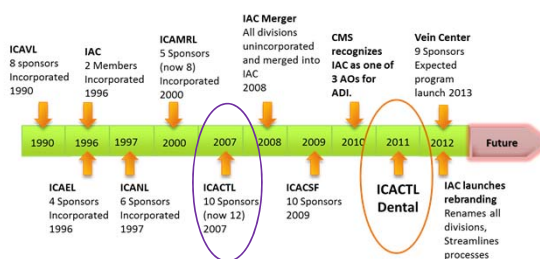 ICAVL
8 sponsors
Incorporated
1990
IAC
2 Members
Incorporated
1996
ICAMRL
5 Sponsors
(now 8)
Incorporated
2000
IAC Merger
All divisions
unincorporated
and merged into
IAC
2008
CMS
recognizes
IAC as one of
3 AOs for
ADI.
Vein Center
9 Sponsors
Expected
program
launch 2013
1990 1996 1997 2000 2007 2008 2009 2010 2011 2012 Future
ICAEL
4 Sponsors
Incorporated
1996
ICANL
6 Sponsors
Incorporated
1997
ICACTL
10 Sponsors
(now 12)
2007
ICACSF
10 Sponsors
2009
ICACTL
Dental
IAC launches
rebranding
Renames all
divisions,
Streamlines
processes